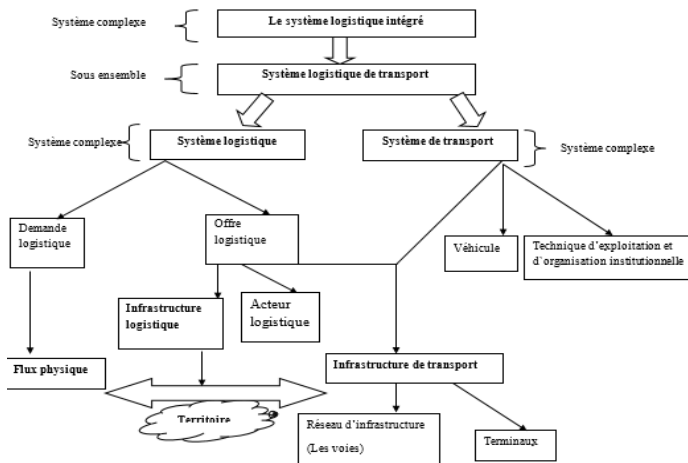 Système complexe
Le système logistique intégré
Sous ensemble
Système logistique de transport
Système complexe
Système logistique
Système de transport
Système complexe
Demande
logistique
Offre
logistique
Véhicule
Technique d'exploitation et
d'organisation institutionnelle
Infrastructure
logistique
Acteur
logistique
Flux physique
Infrastructure de transport
Territoire
Réseau d'infrastructure
(Les voies)
Terminaux